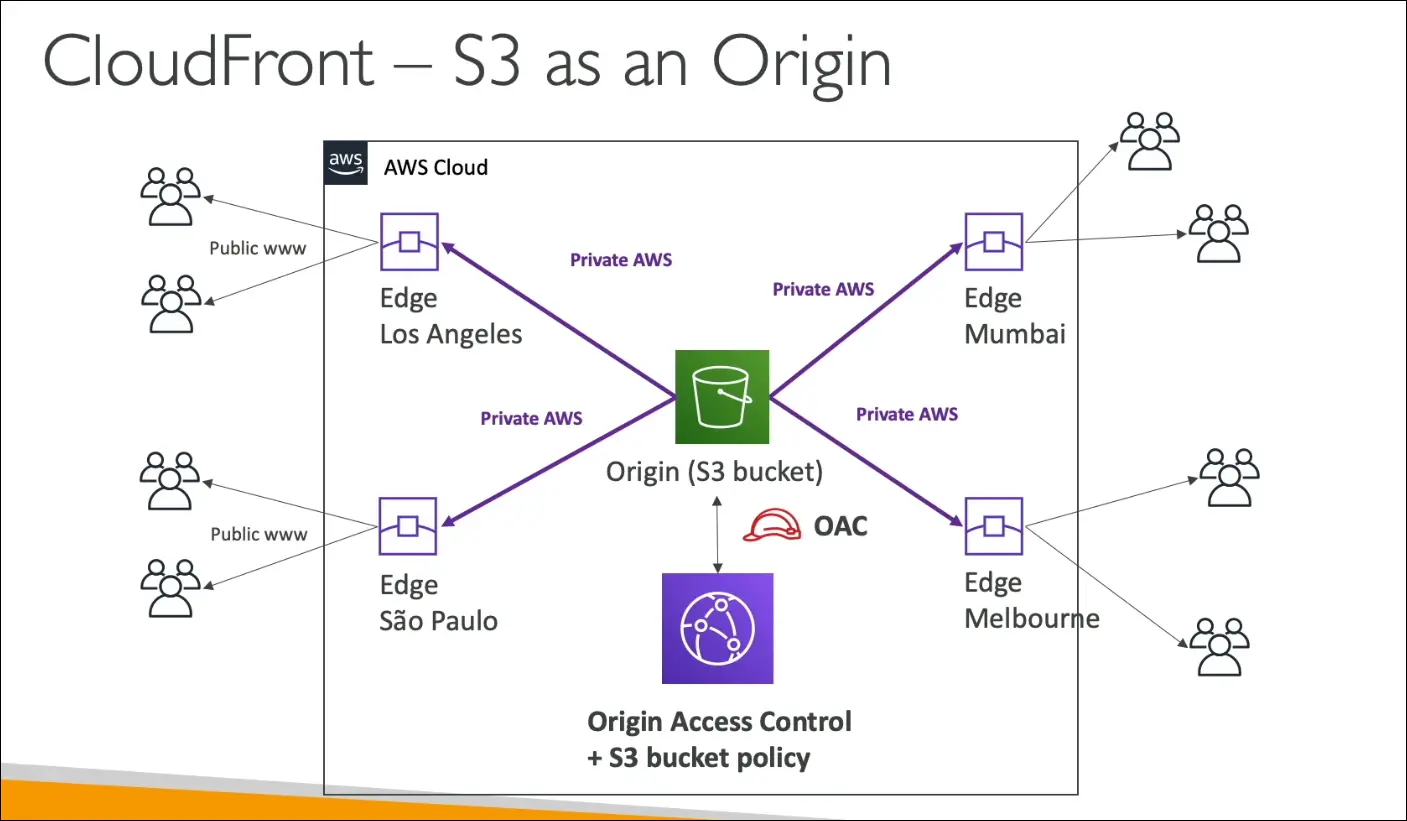 CloudFront – S3 as an Origin
aws
AWS Cloud
Public www
Private AWS
Private AWS
Edge
Los Angeles
Edge
Mumbai
Private AWS
Private AWS
Origin (S3 bucket)
OAC
Public www
Edge
São Paulo
Edge
Melbourne
Origin Access Control
+ S3 bucket policy